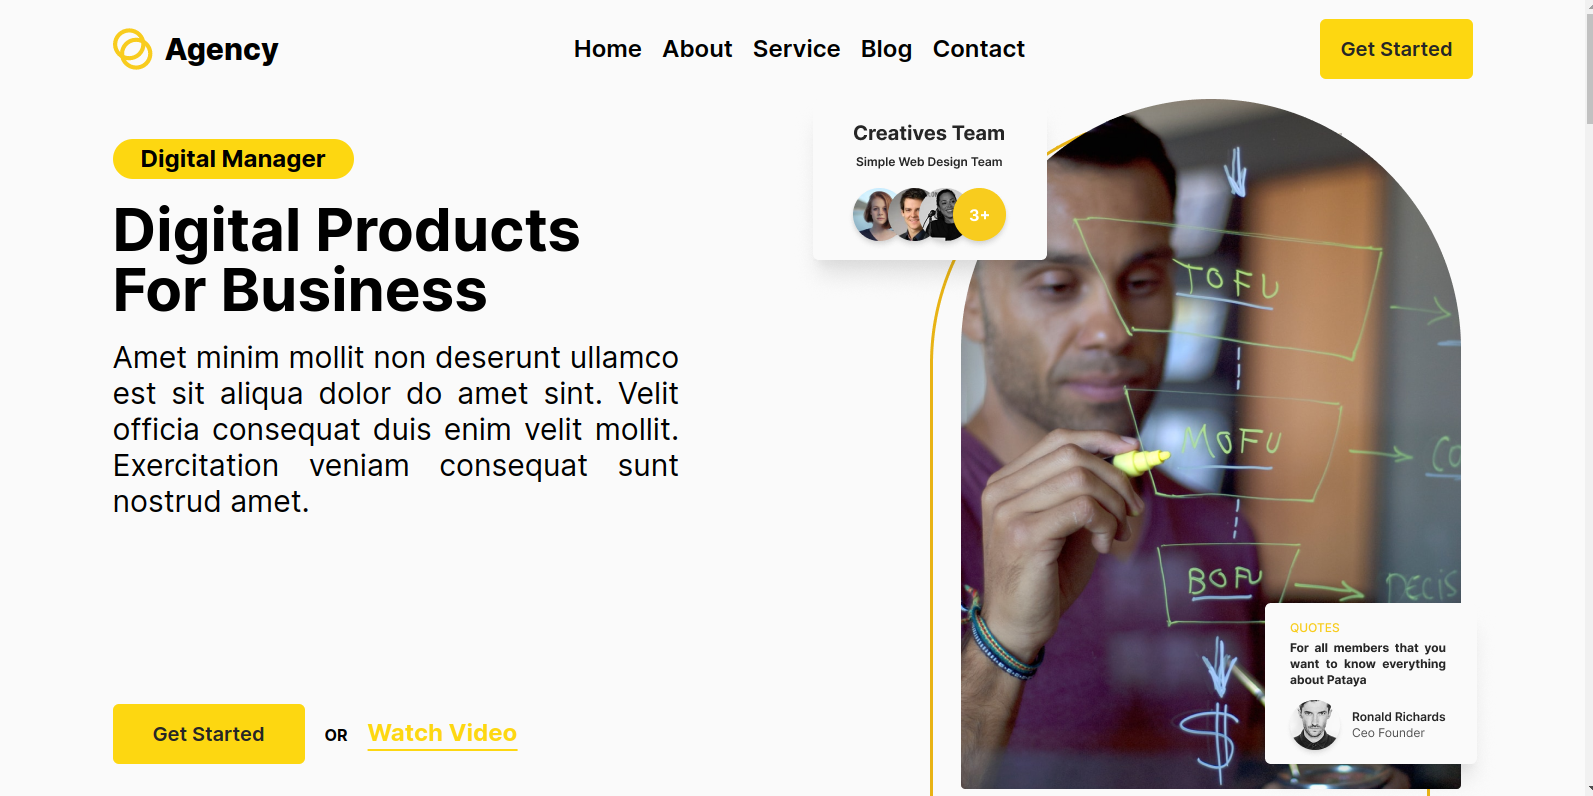 Agency
Home About Service Blog Contact
Get Started
Digital Manager
Digital Products
For Business
Amet minim mollit non deserunt ullamco
est sit aliqua dolor do amet sint. Velit
officia consequat duis enim velit mollit.
Exercitation veniam consequat sunt
nostrud amet.
Get Started
OR
Watch Video
Creatives Team
Simple Web Design Team
3+
TOFU
MOFU
CO
BOFU
DECIS
$
QUOTES
For all members that you
want to know everything
about Pataya
Ronald Richards
Ceo Founder